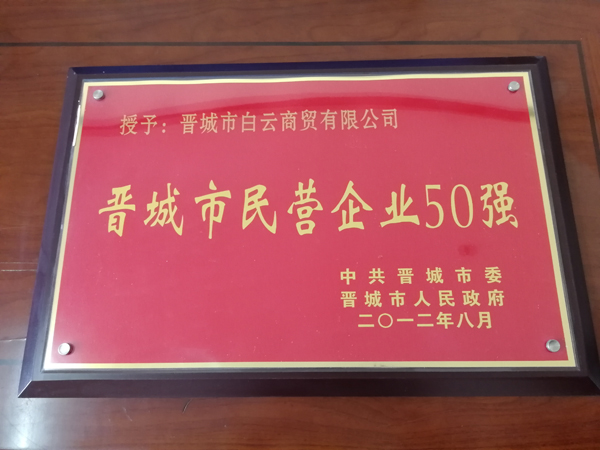 授予：晋城市白云商贸有限公司
晋城市民营企业50强
中共晋城市委
晋城市人民政府
二〇一二年八月